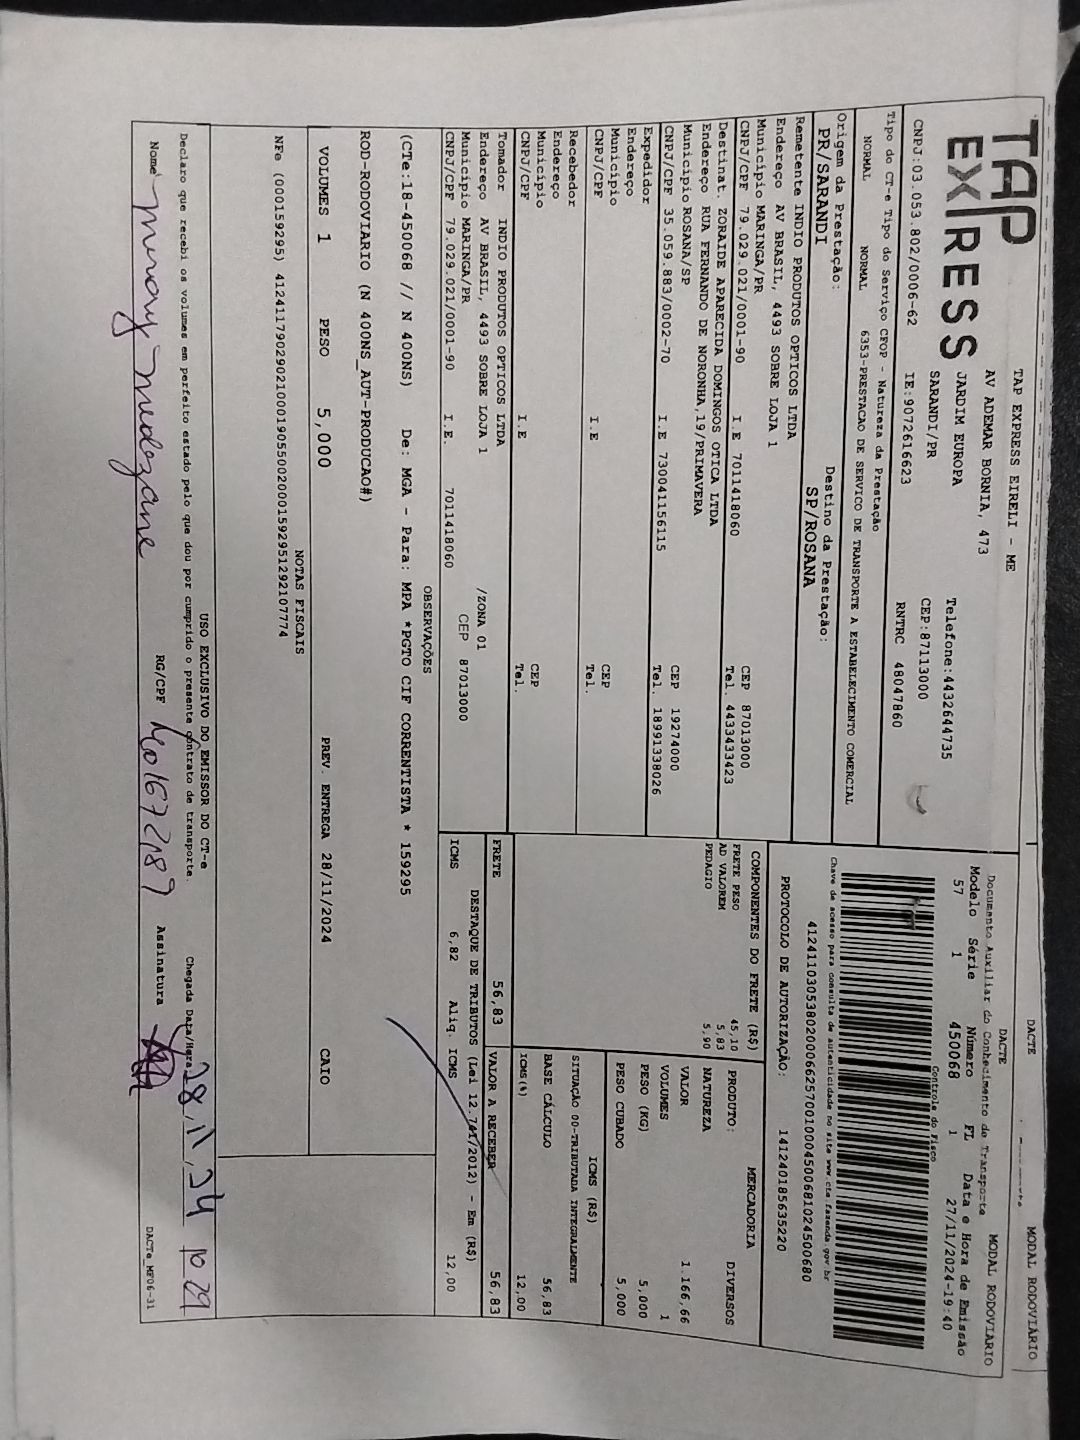 DACTE
MODAL RODOVIÁRIO
TAP
EXPRESS
TAP EXPRESS EIRELI - ME
AV ADEMAR BORNIA, 473
JARDIM EUROPA
SARANDI/PR
Telefone:4432644735
CEP:87113000
CNPJ:03.053.802/0006-62 IE:9072616623 RNTRC 48047860
DACTE MODAL RODOVIÁRIO
Documento Auxiliar do Conhecimento de Transporte
Modelo Série Número FL Data e Hora de Emissão
57 1 450068 1 27/11/2024-19:40
Controle do Fisco
Chave de acesso para consulta de autenticidade no site www.cte.fazenda.gov.br
41241103053802000662570010004500681024500680
PROTOCOLO DE AUTORIZAÇÃO: 141240185635220
Tipo do CT-e Tipo do Serviço CFOP - Natureza da Prestação
NORMAL NORMAL 6353-PRESTACAO DE SERVICO DE TRANSPORTE A ESTABELECIMENTO COMERCIAL
Origem da Prestação: Destino da Prestação:
PR/SARANDI SP/ROSANA
Remetente INDIO PRODUTOS OPTICOS LTDA
Endereço AV BRASIL, 4493 SOBRE LOJA 1
Município MARINGA/PR CEP 87013000
CNPJ/CPF 79.029.021/0001-90 I.E 7011418060 Tel. 4433433423
Destinat. ZORAIDE APARECIDA DOMINGOS OTICA LTDA
Endereço RUA FERNANDO DE NORONHA,19/PRIMAVERA
Município ROSANA/SP CEP 19274000
CNPJ/CPF 35.059.883/0002-70 I.E 730041156115 Tel. 18991338026
Expedidor
Endereço
Município CEP
CNPJ/CPF I.E Tel.
Recebedor
Endereço
Município CEP
CNPJ/CPF I.E Tel.
Tomador INDIO PRODUTOS OPTICOS LTDA
Endereço AV BRASIL, 4493 SOBRE LOJA 1 /ZONA 01
Município MARINGA/PR CEP 87013000
CNPJ/CPF 79.029.021/0001-90 I.E. 7011418060
COMPONENTES DO FRETE (R$)
FRETE PESO 45,10
AD VALOREM 5,83
PEDAGIO 5,90
MERCADORIA
PRODUTO: DIVERSOS
NATUREZA
VALOR 1.166,66
VOLUMES 1
PESO (KG) 5,000
PESO CUBADO 5,000
ICMS (R$)
SITUAÇÃO 00-TRIBUTADA INTEGRALMENTE
BASE CÁLCULO 56,83
ICMS(%) 12,00
FRETE 56,83 VALOR A RECEBER 56,83
DESTAQUE DE TRIBUTOS (Lei 12.741/2012) - Em (R$)
ICMS 6,82 Aliq. ICMS 12,00
OBSERVAÇÕES
(CTe:18-450068 // N 400NS) De: MGA - Para: MPA *PGTO CIF CORRENTISTA * 159295
ROD-RODOVIARIO (N 400NS_AUT-PRODUCAO#)
VOLUMES 1 PESO 5,000 PREV. ENTREGA 28/11/2024 CAIO
NOTAS FISCAIS
NFe (000159295) 41241179029021000190550020001592951292107774
USO EXCLUSIVO DO EMISSOR DO CT-e
Declaro que recebi os volumes em perfeito estado pelo que dou por cumprido o presente contrato de transporte. Chegada Data/Hora 28/11/24 10 29
Nome RG/CPF 401672187 Assinatura
DACTe_MF06-31